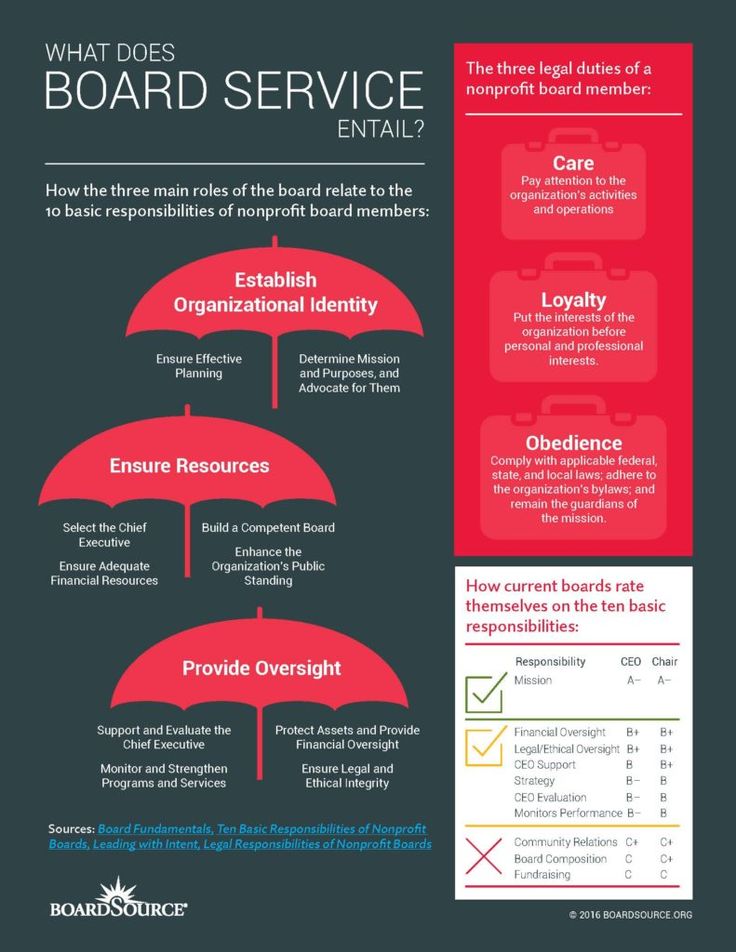 WHAT DOES
BOARD SERVICE
ENTAIL?
How the three main roles of the board relate to the
10 basic responsibilities of nonprofit board members:
Establish
Organizational Identity
Ensure Effective
Planning
Determine Mission
and Purposes, and
Advocate for Them
Ensure Resources
Select the Chief
Executive
Ensure Adequate
Financial Resources
Build a Competent Board
Enhance the
Organization's Public
Standing
Provide Oversight
Support and Evaluate the
Chief Executive
Monitor and Strengthen
Programs and Services
Protect Assets and Provide
Financial Oversight
Ensure Legal and
Ethical Integrity
Sources: Board Fundamentals, Ten Basic Responsibilities of Nonprofit
Boards, Leading with Intent, Legal Responsibilities of Nonprofit Boards
BOARDSOURCE®
The three legal duties of a
nonprofit board member:
Care
Pay attention to the
organization's activities
and operations
Loyalty
Put the interests of the
organization before
personal and professional
interests.
Obedience
Comply with applicable federal,
state, and local laws; adhere to
the organization's bylaws; and
remain the guardians of
the mission.
How current boards rate
themselves on the ten basic
responsibilities:
Responsibility CEO Chair
Mission A- A-
Financial Oversight B+ B+
Legal/Ethical Oversight B+ B+
CEO Support B B+
Strategy B- B
CEO Evaluation B- B
Monitors Performance B- B
Community Relations C+ C+
Board Composition C C+
Fundraising C C
© 2016 BOARDSOURCE.ORG